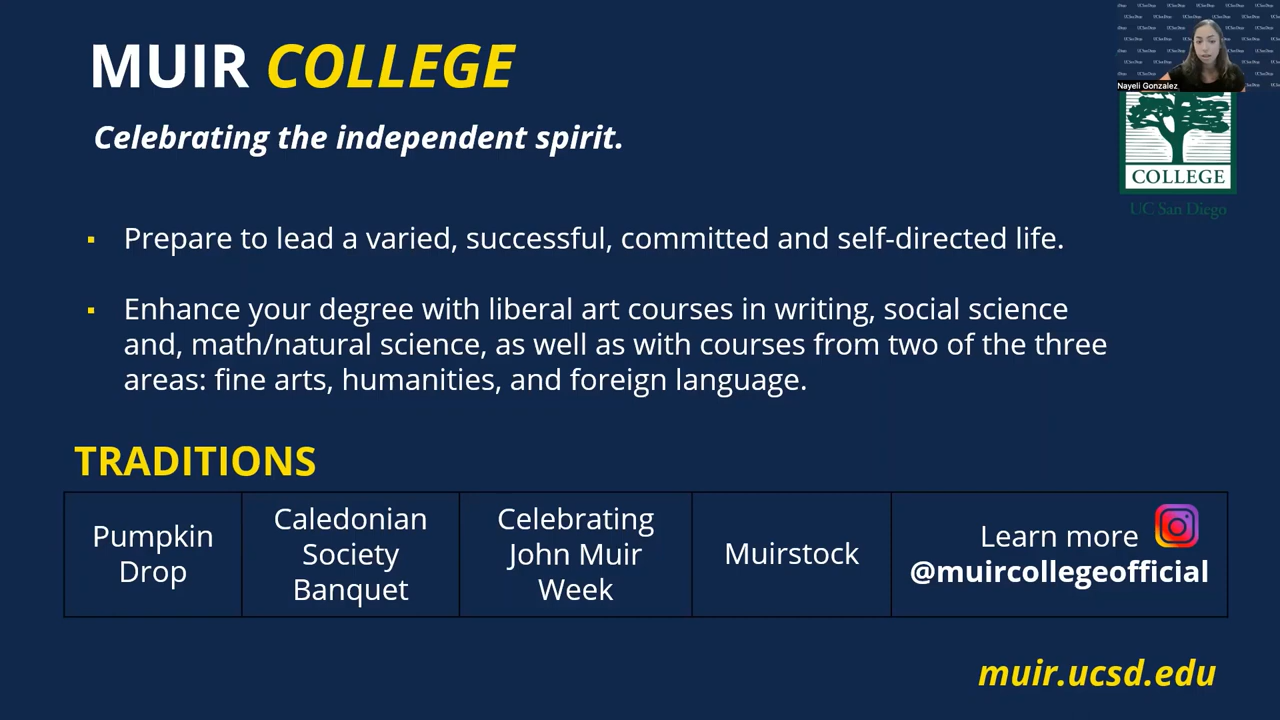 MUIR COLLEGE
Celebrating the independent spirit.
Nayeli Gonzalez
COLLEGE
UC San Diego
▪ Prepare to lead a varied, successful, committed and self-directed life.
▪ Enhance your degree with liberal art courses in writing, social science
and, math/natural science, as well as with courses from two of the three
areas: fine arts, humanities, and foreign language.
TRADITIONS
Pumpkin
Drop
Caledonian
Society
Banquet
Celebrating
John Muir
Week
Muirstock
Learn more
@muircollegeofficial
muir.ucsd.edu